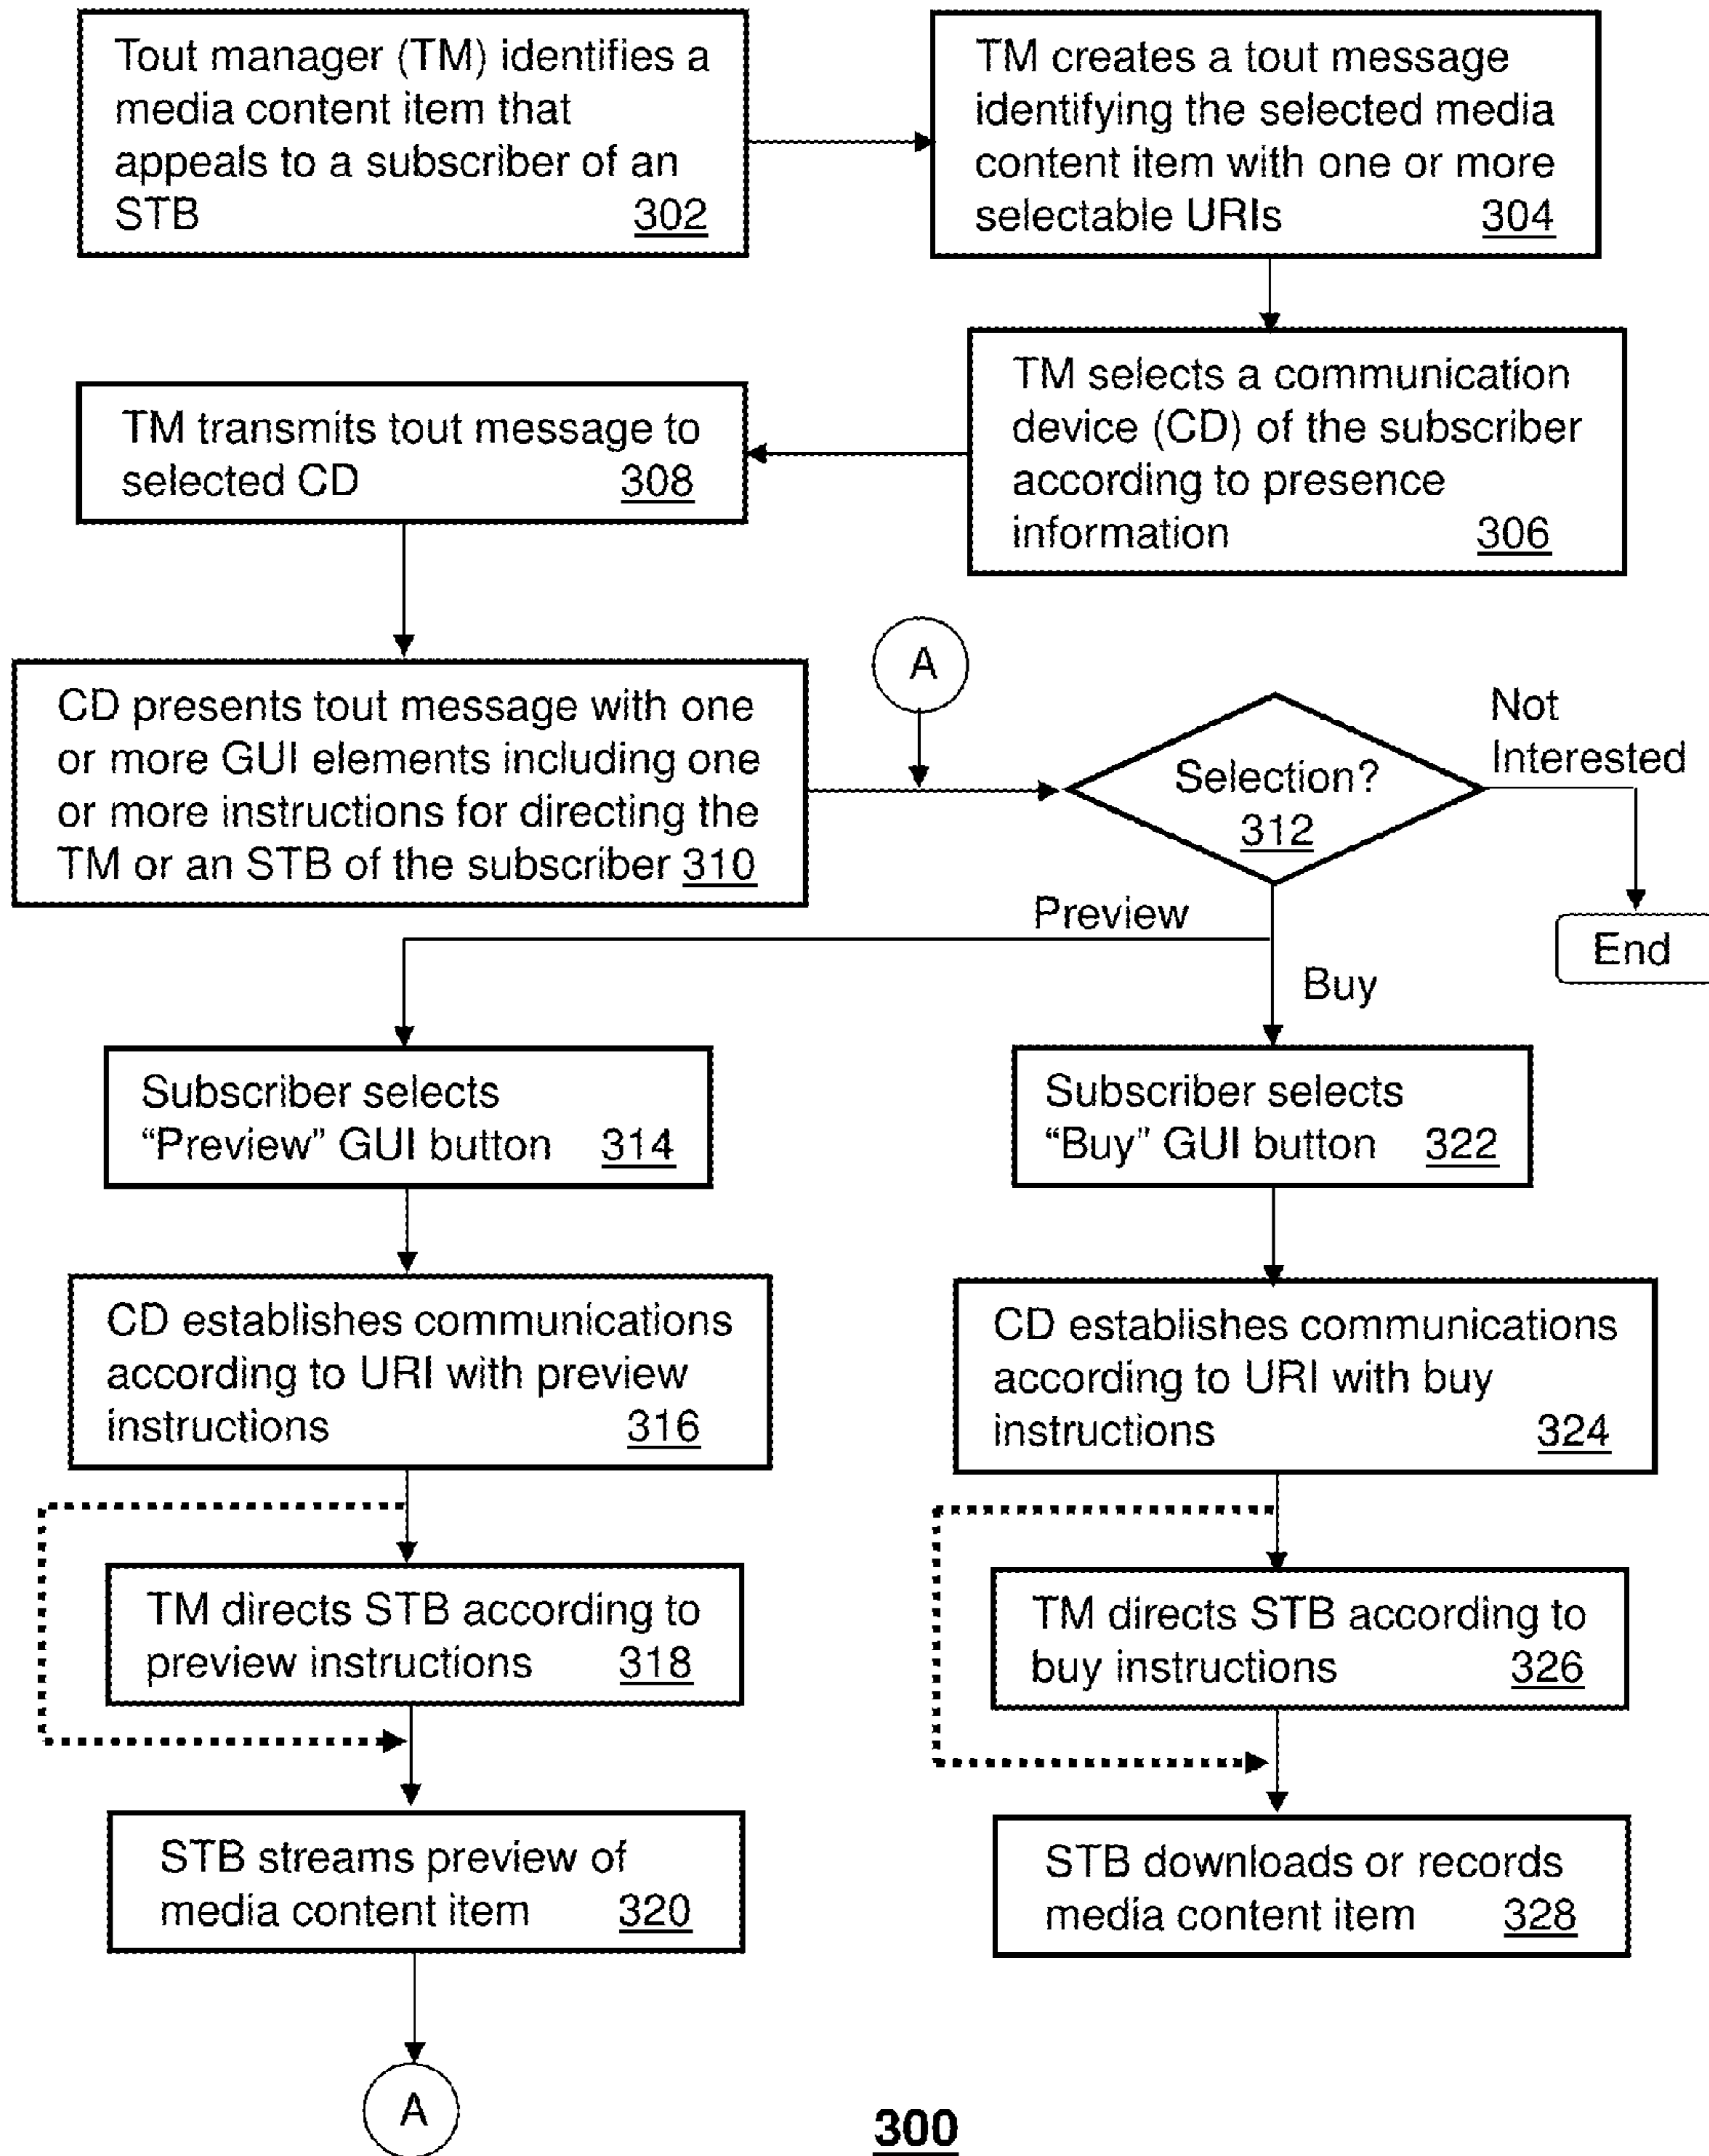 Tout manager (TM) identifies a
media content item that
appeals to a subscriber of an
STB 302
TM creates a tout message
identifying the selected media
content item with one or more
selectable URIs 304
TM selects a communication
device (CD) of the subscriber
according to presence
information 306
TM transmits tout message to
selected CD 308
CD presents tout message with one
or more GUI elements including one
or more instructions for directing the
TM or an STB of the subscriber 310
A
Selection?
312
Not
Interested
End
Preview
Buy
Subscriber selects
“Preview” GUI button 314
CD establishes communications
according to URI with preview
instructions 316
TM directs STB according to
preview instructions 318
STB streams preview of
media content item 320
A
Subscriber selects
“Buy” GUI button 322
CD establishes communications
according to URI with buy
instructions 324
TM directs STB according to
buy instructions 326
STB downloads or records
media content item 328
300